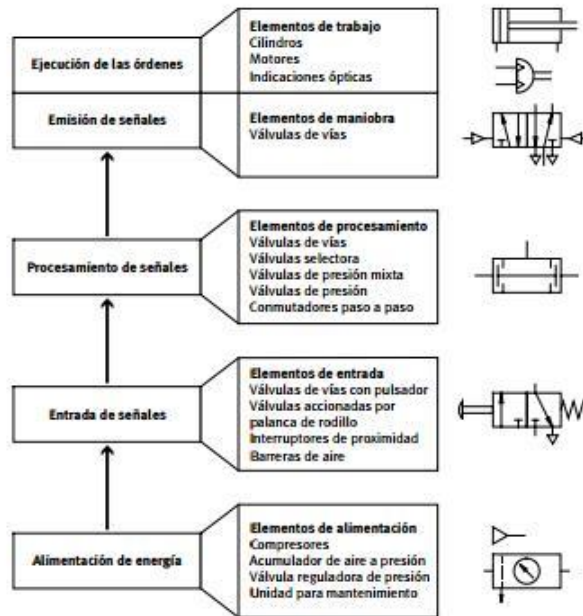 Ejecución de las órdenes
Elementos de trabajo
Cilindros
Motores
Indicaciones ópticas
Emisión de señales
Elementos de maniobra
Válvulas de vías
Procesamiento de señales
Elementos de procesamiento
Válvulas de vías
Válvulas selectora
Válvulas de presión mixta
Válvulas de presión
Conmutadores paso a paso
Entrada de señales
Elementos de entrada
Válvulas de vías con pulsador
Válvulas accionadas por
palanca de rodillo
Interruptores de proximidad
Barreras de aire
Alimentación de energía
Elementos de alimentación
Compresores
Acumulador de aire a presión
Válvula reguladora de presión
Unidad para mantenimiento